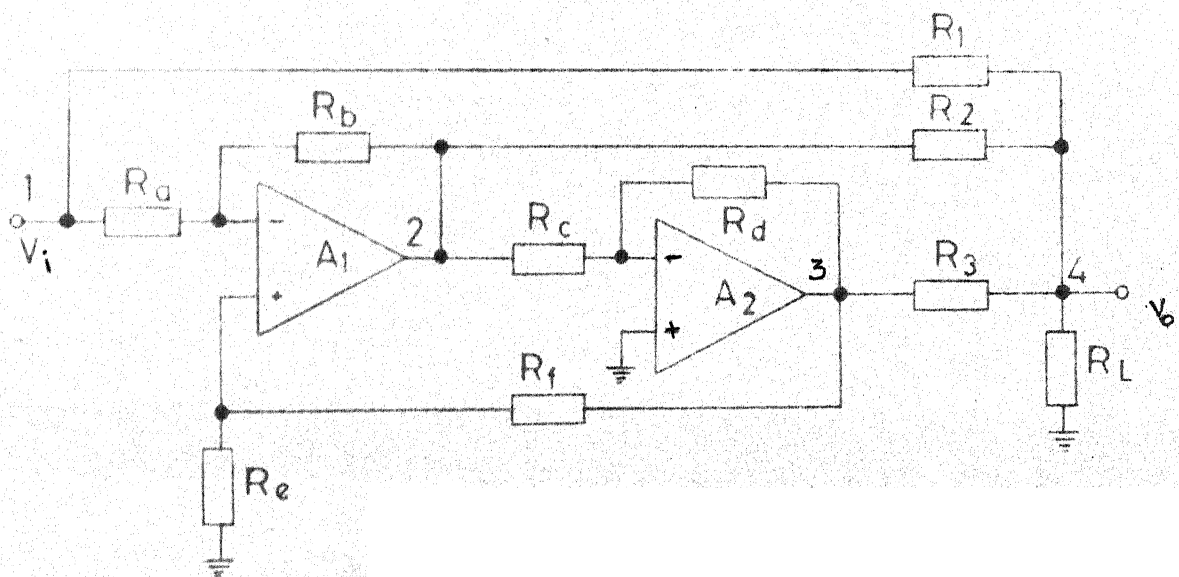 R1
R2
Rb
1
Ra
Vi
-
A1
+
2
Rc
Rd
-
A2
+
3
R3
4
Vo
RL
Rf
Re